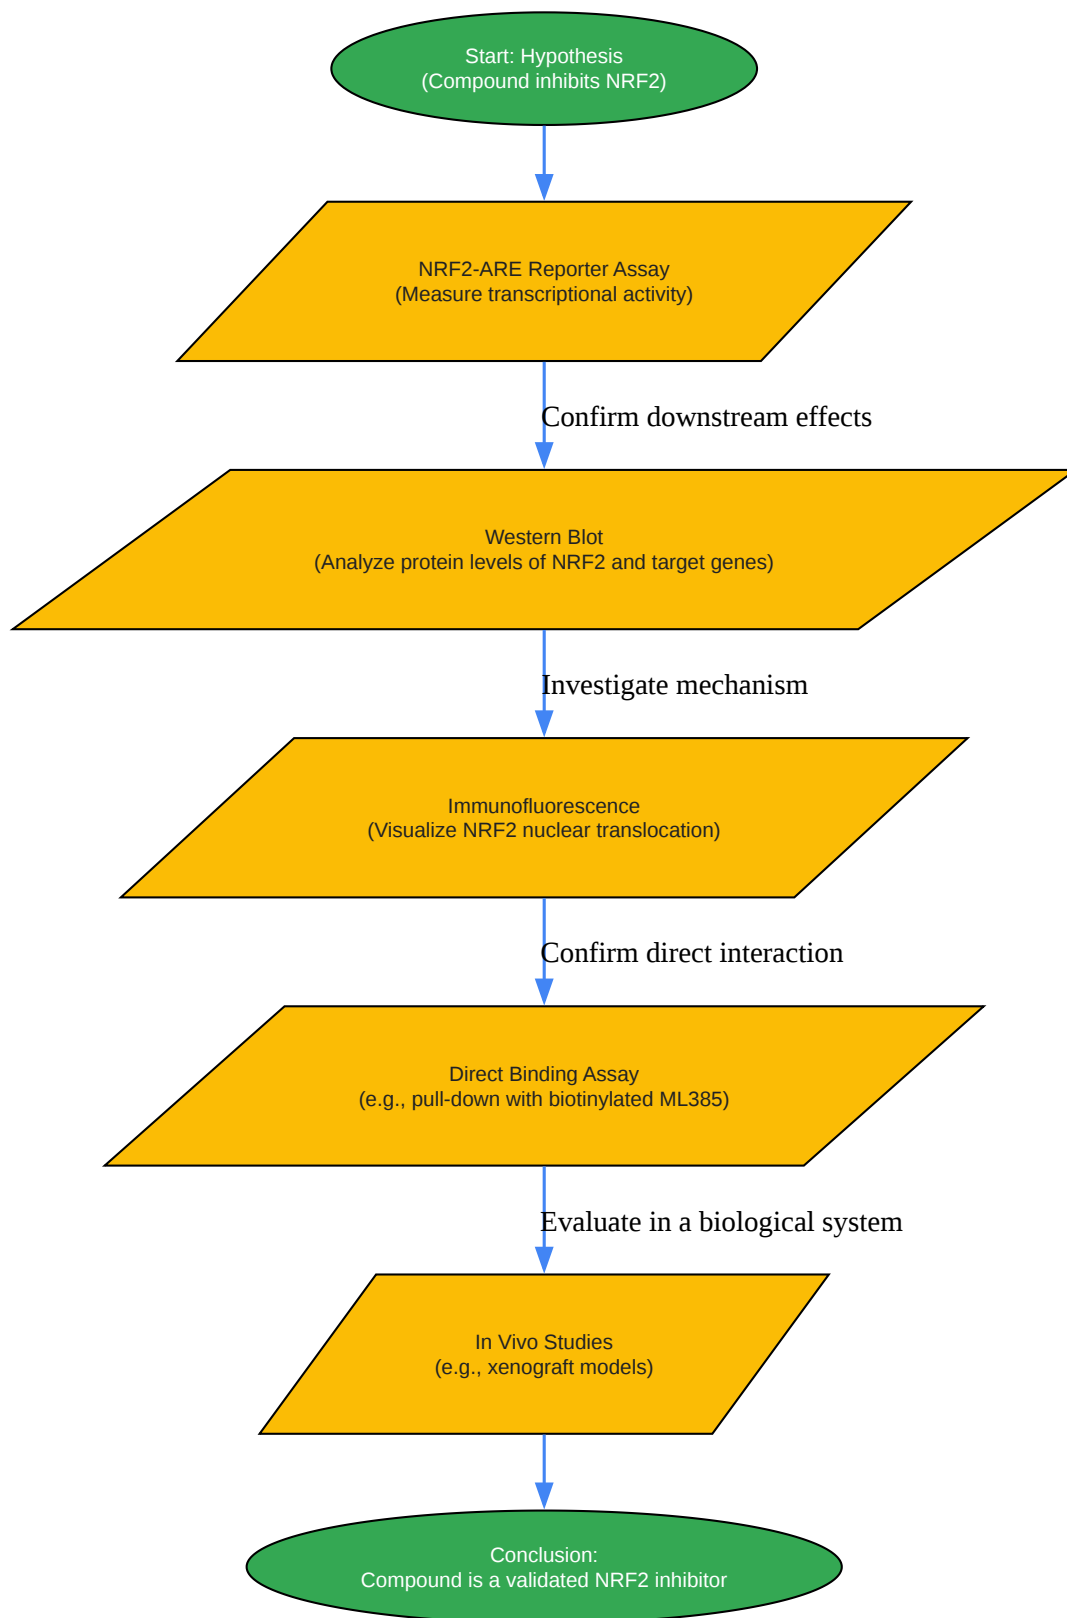 Start: Hypothesis
(Compound inhibits NRF2)
NRF2-ARE Reporter Assay
(Measure transcriptional activity)
Confirm downstream effects
Western Blot
(Analyze protein levels of NRF2 and target genes)
Investigate mechanism
Immunofluorescence
(Visualize NRF2 nuclear translocation)
Confirm direct interaction
Direct Binding Assay
(e.g., pull-down with biotinylated ML385)
Evaluate in a biological system
In Vivo Studies
(e.g., xenograft models)
Conclusion:
Compound is a validated NRF2 inhibitor